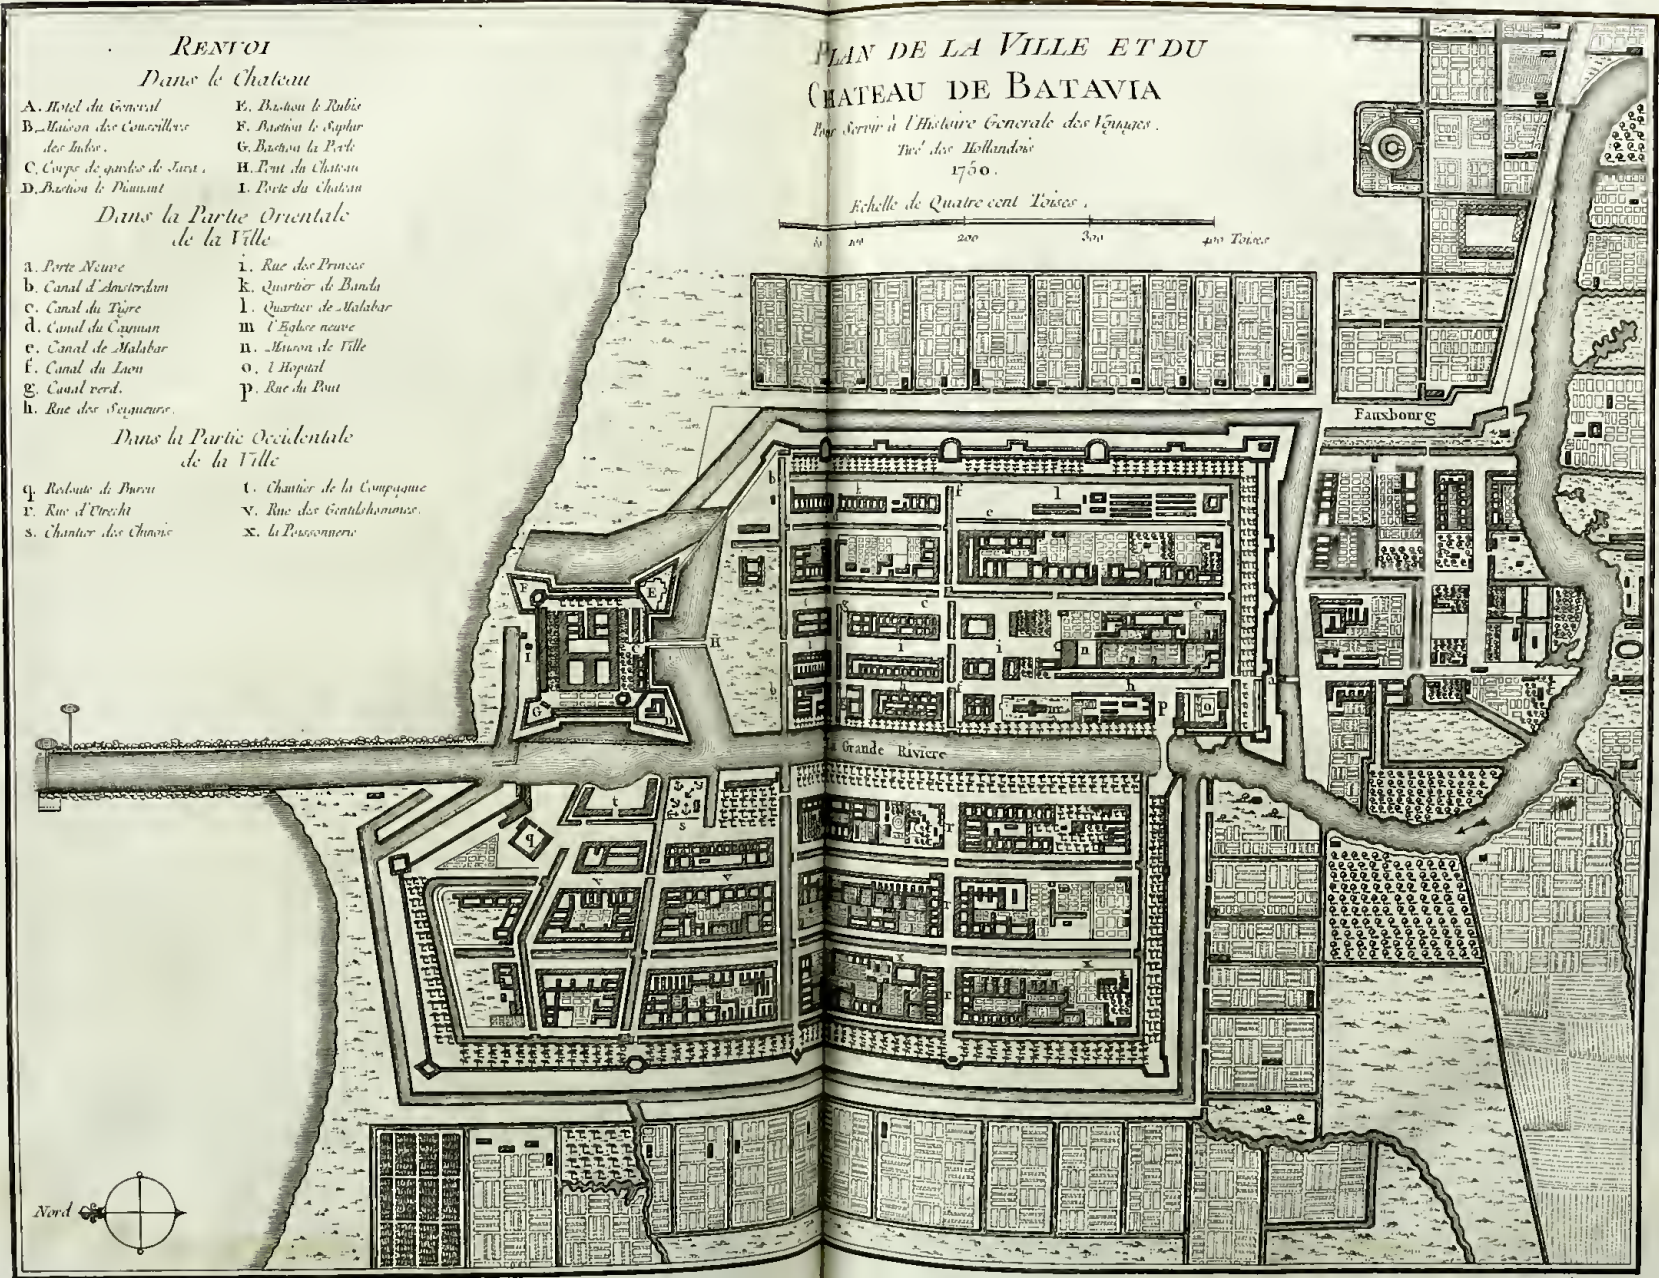 RENVOI
Dans le Chateau
A. Hotel du General
B. Maison des Conseillers
des Indes.
C. Corps de gardes de Java.
D. Bastion le Diamant
E. Bastion le Rubis
F. Bastion le Saphir
G. Bastion la Perle
H. Pont du Chateau
I. Porte du Chateau
Dans la Partie Orientale
de la Ville
a. Porte Neuve
b. Canal d'Amsterdam
c. Canal du Tigre
d. Canal du Cayman
e. Canal de Malabar
f. Canal du Lion
g. Canal verd.
h. Rue des Seigneurs.
i. Rue des Princes
k. Quartier de Banda
l. Quartier de Malabar
m l'Eglise neuve
n. Maison de Ville
o. l'Hopital
p. Rue du Pont
Dans la Partie Occidentale
de la Ville
q. Redoute de Buren
r. Rue d'Utrecht
s. Chantier des Chinois
t. Chantier de la Compagnie
v. Rue des Gentilshommes.
x. la Poissonnerie
PLAN DE LA VILLE ET DU
CHATEAU DE BATAVIA
Pour Servir à l'Histoire Generale des Voyages.
Tiré des Hollandois
1750.
Echelle de Quatre cent Toises.
50 100 200 300 400 Toises
Fauxbourg
b k f l
d e
F E
g c c
H
I C i i n
b h f h a
G D m p o
la Grande Riviere
t
s
q r
v v
r
x x
r
Nord